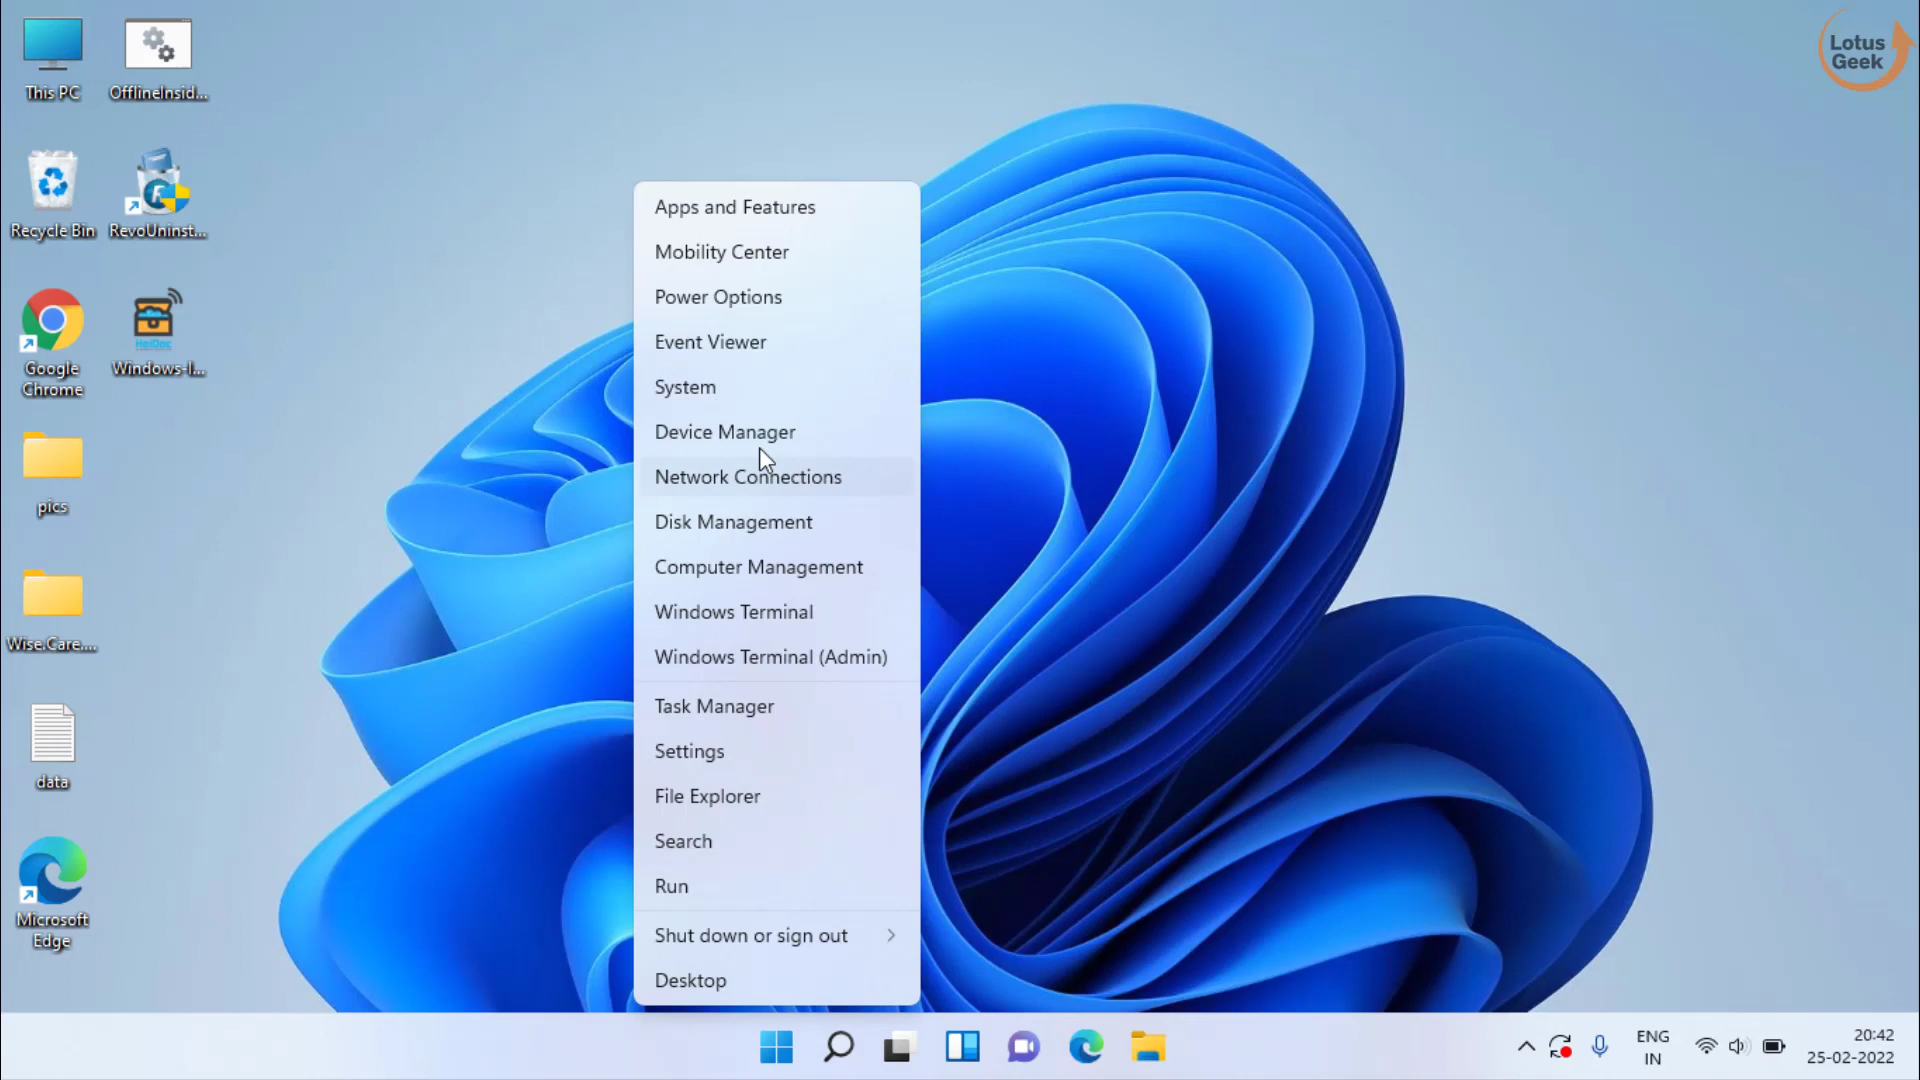 This PC
OfflineInsid...
Recycle Bin
RevoUninst...
Google
Chrome
HeiDoc
Windows-I...
pics
Wise.Care....
data
Microsoft
Edge
Lotus
Geek
Apps and Features
Mobility Center
Power Options
Event Viewer
System
Device Manager
Network Connections
Disk Management
Computer Management
Windows Terminal
Windows Terminal (Admin)
Task Manager
Settings
File Explorer
Search
Run
Shut down or sign out
Desktop
ENG
IN
20:42
25-02-2022